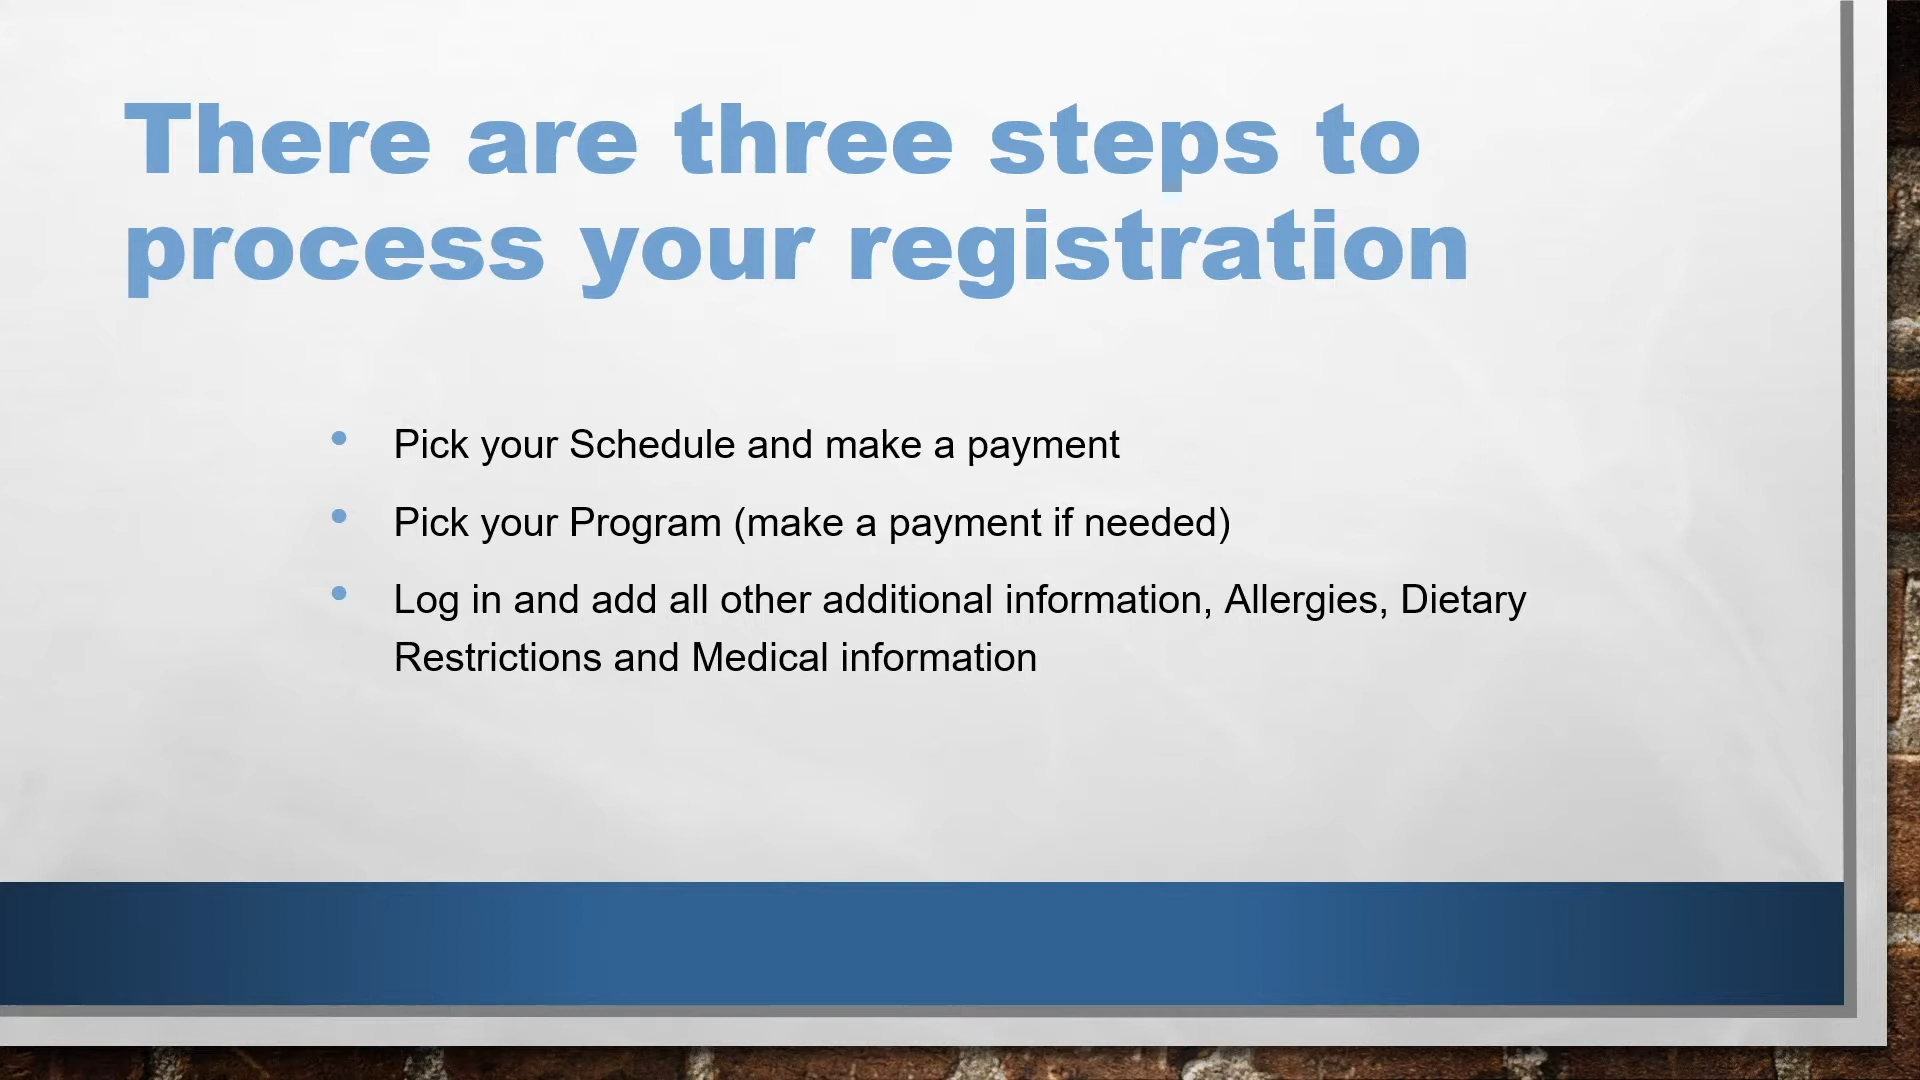 There are three steps to
process your registration
• Pick your Schedule and make a payment
• Pick your Program (make a payment if needed)
• Log in and add all other additional information, Allergies, Dietary
Restrictions and Medical information